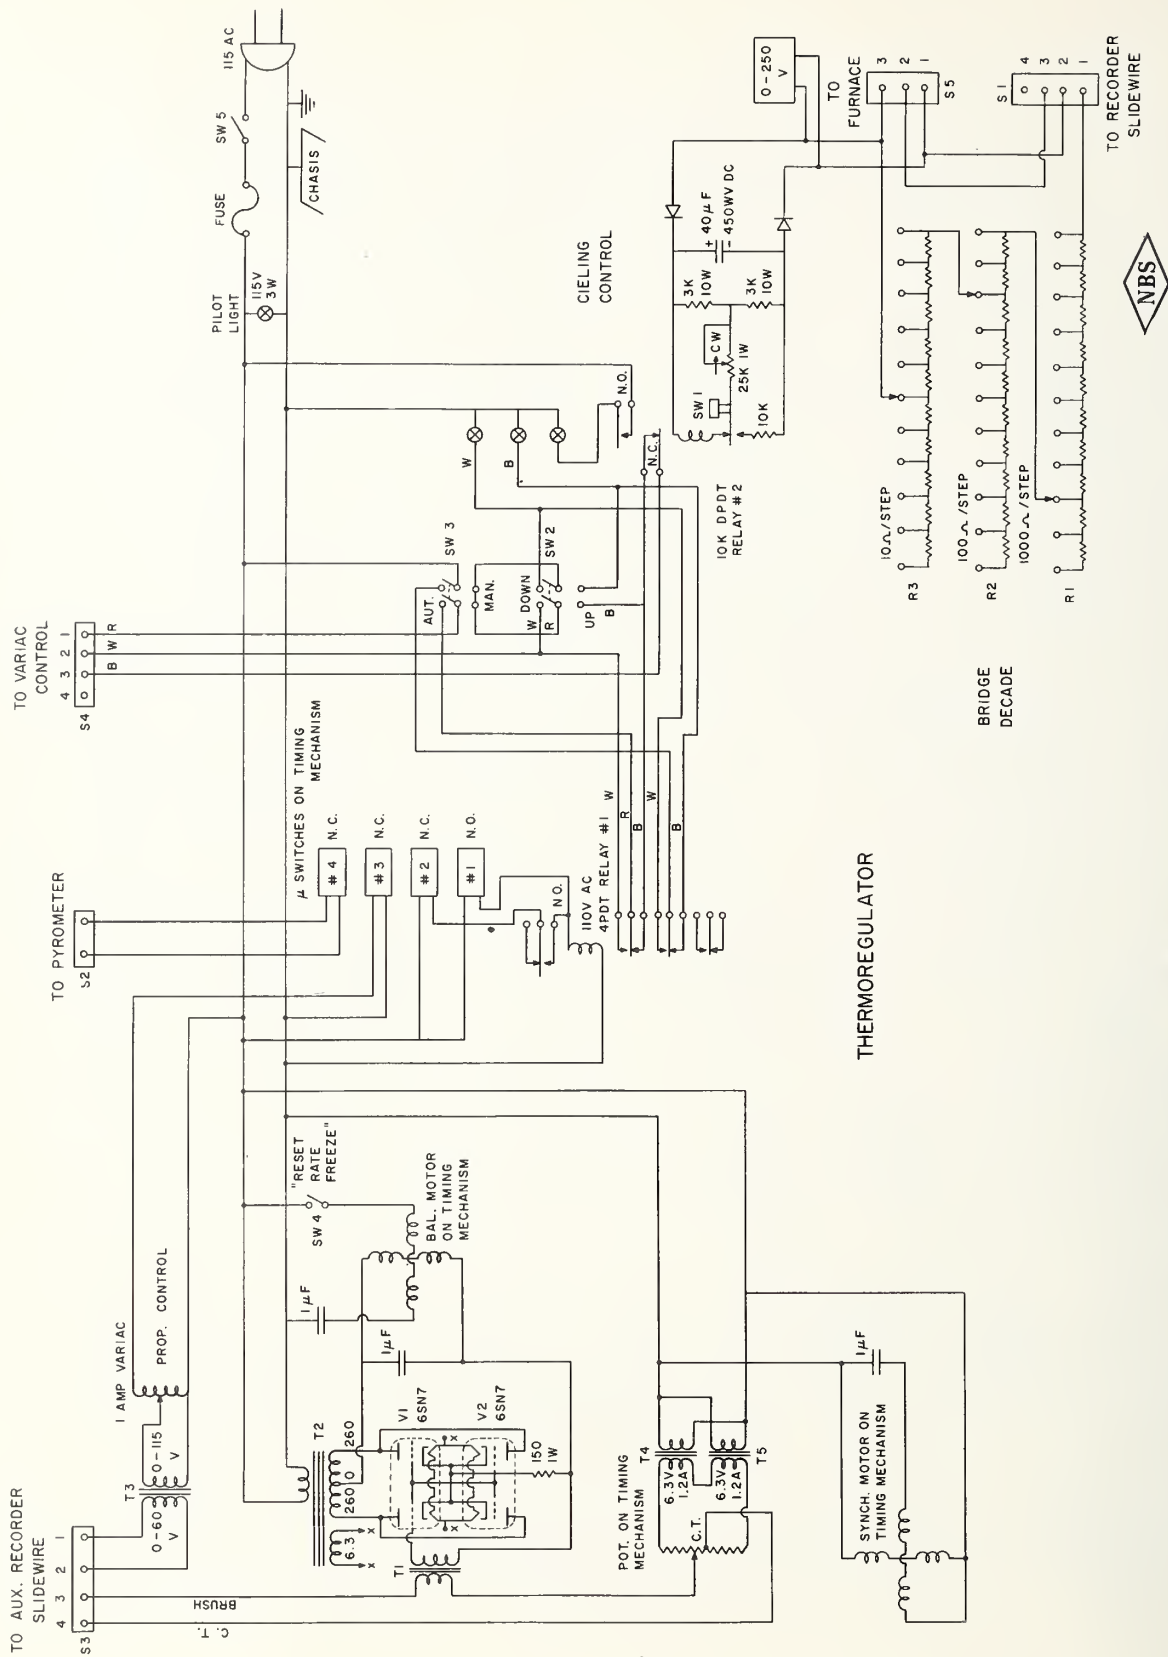 TO AUX. RECORDER
SLIDEWIRE
4 3 2 1
S3
C.T.
BRUSH
T3
0-60
V
0-115
V
1 AMP VARIAC
PROP. CONTROL
TO PYROMETER
S2
TO VARIAC
CONTROL
4 3 2 1
S4
B W R
115 AC
SW 5
FUSE
CHASIS
PILOT
LIGHT
115V
3W
µ SWITCHES ON TIMING
MECHANISM
#4 N.C.
#3 N.C.
#2 N.C.
#1 N.O.
N.O.
110V AC
4PDT RELAY #1
W
R
B
W
B
AUT.
SW 3
MAN.
DOWN
SW 2
W
R
UP
B
W
B
N.O.
N.C.
10K DPDT
RELAY #2
CIELING
CONTROL
SW 1
10K
25K 1W
CW
3K
10W
3K
10W
+ 40µF
- 450WV DC
0-250
V
TO
FURNACE
3
2
1
S5
S1
4
3
2
1
TO RECORDER
SLIDEWIRE
10Ω/STEP
R3
100Ω/STEP
R2
1000Ω/STEP
R1
BRIDGE
DECADE
NBS
"RESET
RATE
FREEZE"
SW4
BAL. MOTOR
ON TIMING
MECHANISM
1µF
1µF
T2
6.3
260 0 260
x x
V1
6SN7
V2
6SN7
x x
150
1W
T1
POT. ON TIMING
MECHANISM
C.T.
T4
6.3V
1.2A
6.3V
1.2A
T5
SYNCH. MOTOR ON
TIMING MECHANISM
1µF
THERMOREGULATOR